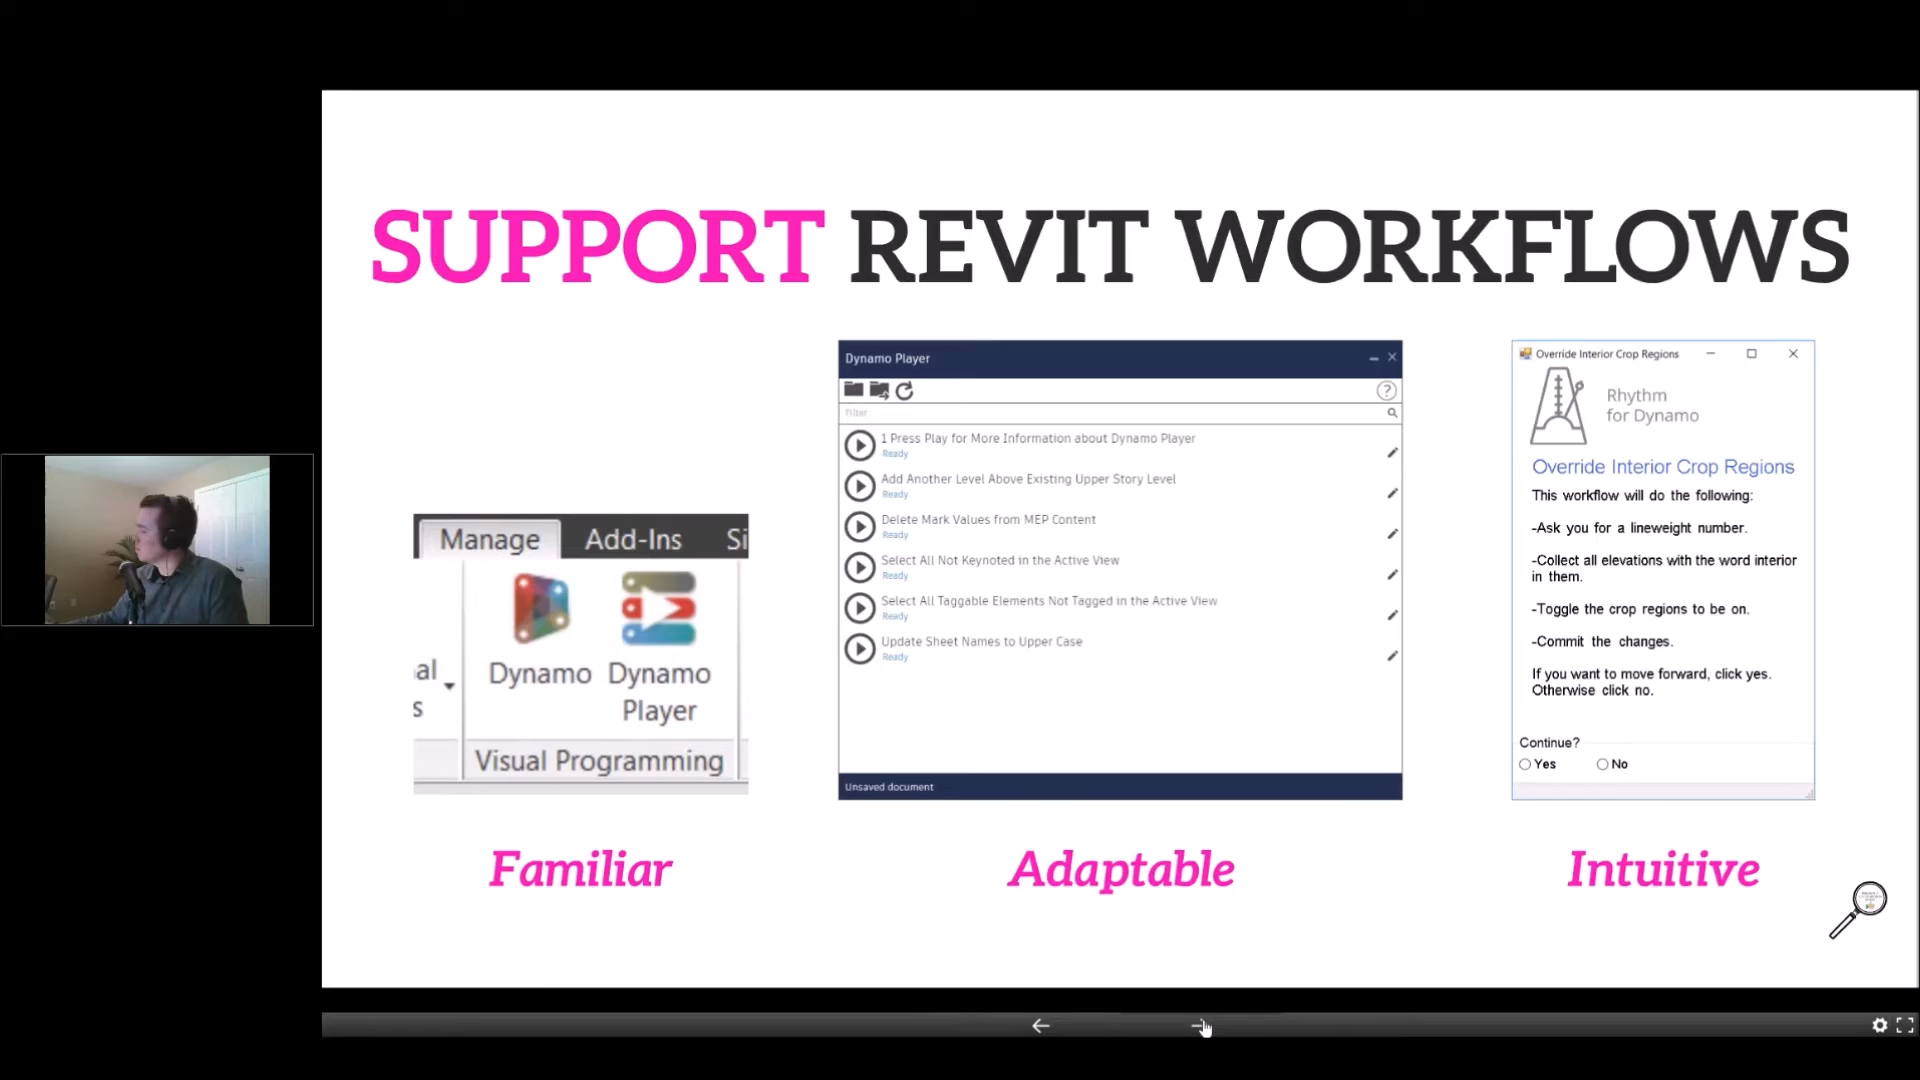 SUPPORT REVIT WORKFLOWS
Manage Add-Ins Si
al
s
Dynamo
Dynamo
Player
Visual Programming
Familiar
Dynamo Player
Filter
1 Press Play for More Information about Dynamo Player
Ready
Add Another Level Above Existing Upper Story Level
Ready
Delete Mark Values from MEP Content
Ready
Select All Not Keynoted in the Active View
Ready
Select All Taggable Elements Not Tagged in the Active View
Ready
Update Sheet Names to Upper Case
Ready
Unsaved document
Adaptable
Override Interior Crop Regions
Rhythm
for Dynamo
Override Interior Crop Regions
This workflow will do the following:
-Ask you for a lineweight number.
-Collect all elevations with the word interior
in them.
-Toggle the crop regions to be on.
-Commit the changes.
If you want to move forward, click yes.
Otherwise click no.
Continue?
Yes No
Intuitive